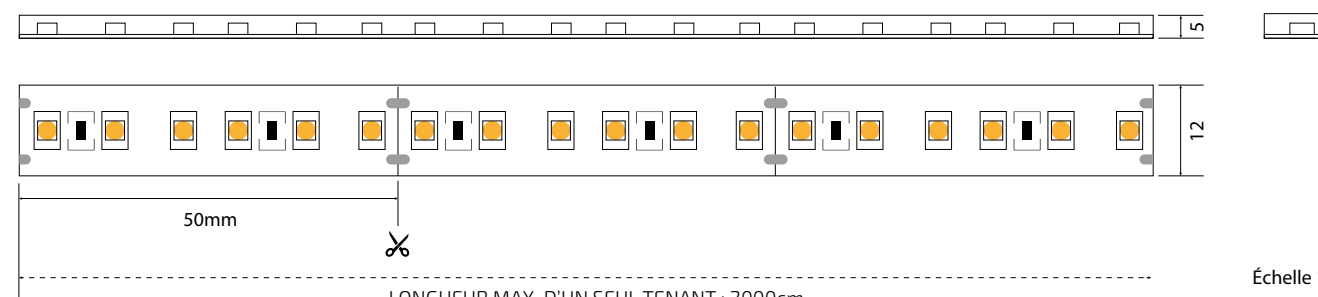 5
12
50mm
LONGUEUR MAX. D'UN SEUL TENANT : 2000cm
Échelle